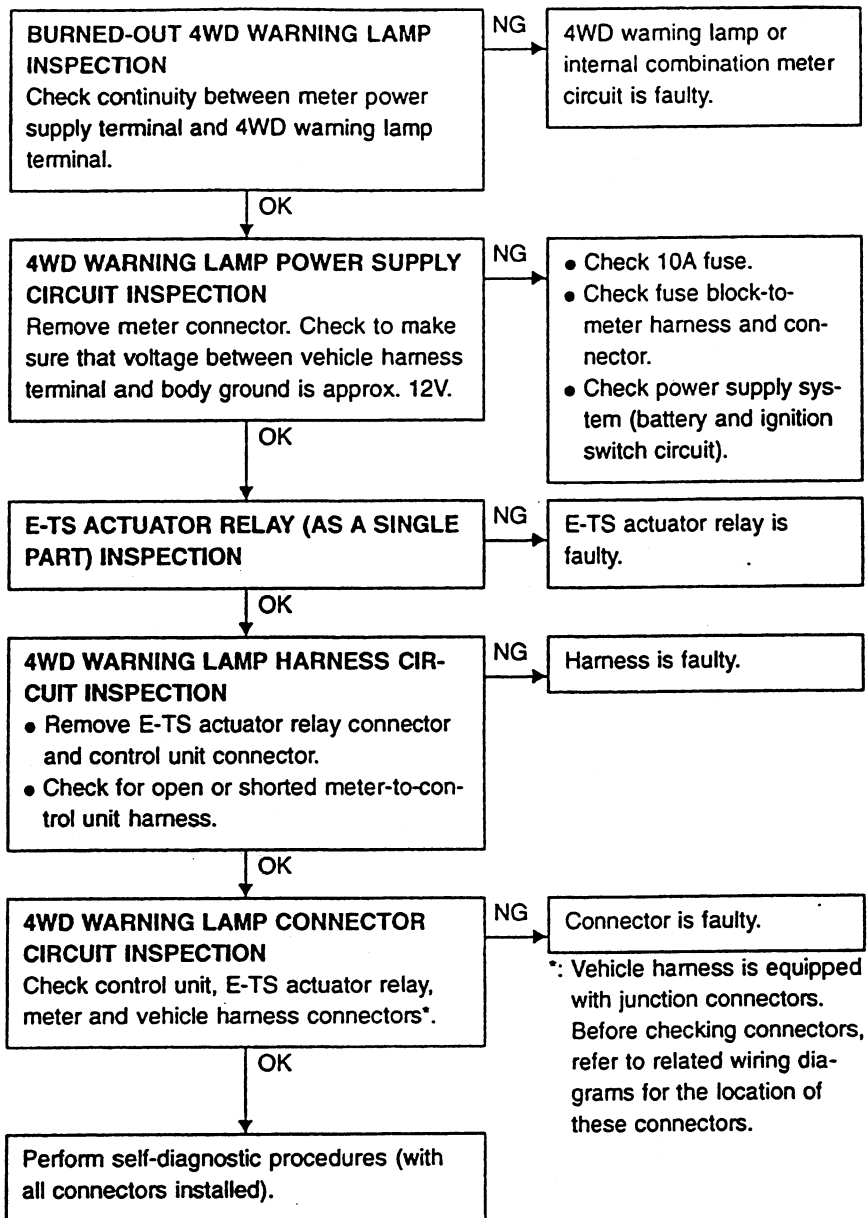 BURNED-OUT 4WD WARNING LAMP
INSPECTION
Check continuity between meter power
supply terminal and 4WD warning lamp
terminal.
NG
4WD warning lamp or
internal combination meter
circuit is faulty.
OK
4WD WARNING LAMP POWER SUPPLY
CIRCUIT INSPECTION
Remove meter connector. Check to make
sure that voltage between vehicle harness
terminal and body ground is approx. 12V.
NG
● Check 10A fuse.
● Check fuse block-to-
meter harness and con-
nector.
● Check power supply sys-
tem (battery and ignition
switch circuit).
OK
E-TS ACTUATOR RELAY (AS A SINGLE
PART) INSPECTION
NG
E-TS actuator relay is
faulty.
OK
4WD WARNING LAMP HARNESS CIR-
CUIT INSPECTION
● Remove E-TS actuator relay connector
and control unit connector.
● Check for open or shorted meter-to-con-
trol unit harness.
NG
Harness is faulty.
OK
4WD WARNING LAMP CONNECTOR
CIRCUIT INSPECTION
Check control unit, E-TS actuator relay,
meter and vehicle harness connectors*.
NG
Connector is faulty.
*: Vehicle harness is equipped
with junction connectors.
Before checking connectors,
refer to related wiring dia-
grams for the location of
these connectors.
OK
Perform self-diagnostic procedures (with
all connectors installed).